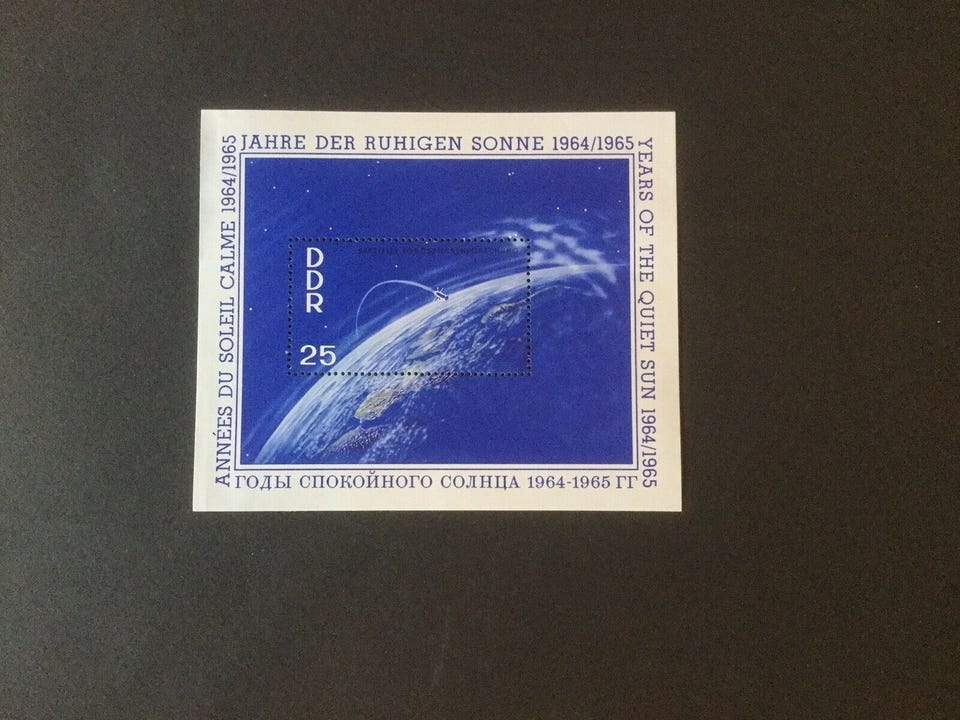 JAHRE DER RUHIGEN SONNE 1964/1965
YEARS OF THE QUIET SUN 1964/1965
ANNÉES DU SOLEIL CALME 1964/1965
D
D
R
25
ГОДЫ СПОКОЙНОГО СОЛНЦА 1964-1965 ГГ